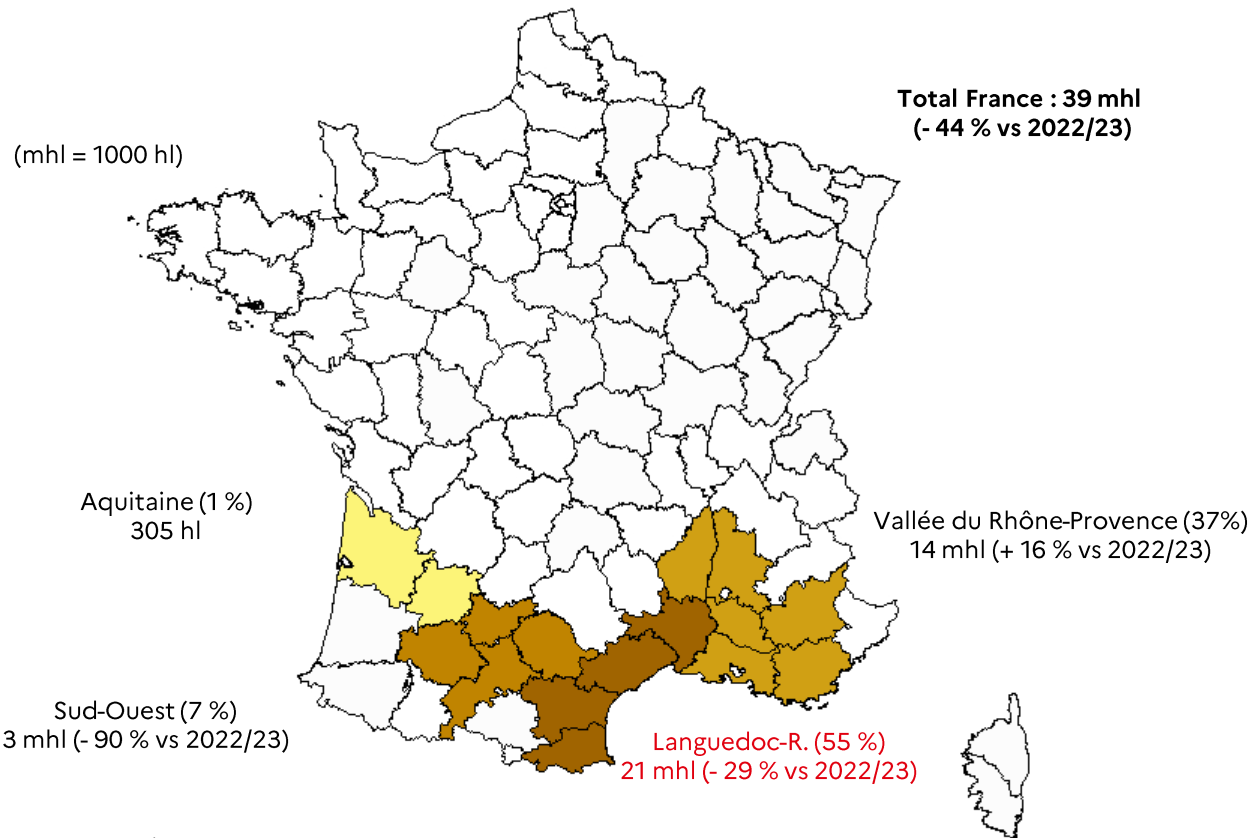 Total France : 39 mhl
(- 44 % vs 2022/23)
(mhl = 1000 hl)
Aquitaine (1 %)
305 hl
Vallée du Rhône-Provence (37%)
14 mhl (+ 16 % vs 2022/23)
Sud-Ouest (7 %)
3 mhl (- 90 % vs 2022/23)
Languedoc-R. (55 %)
21 mhl (- 29 % vs 2022/23)